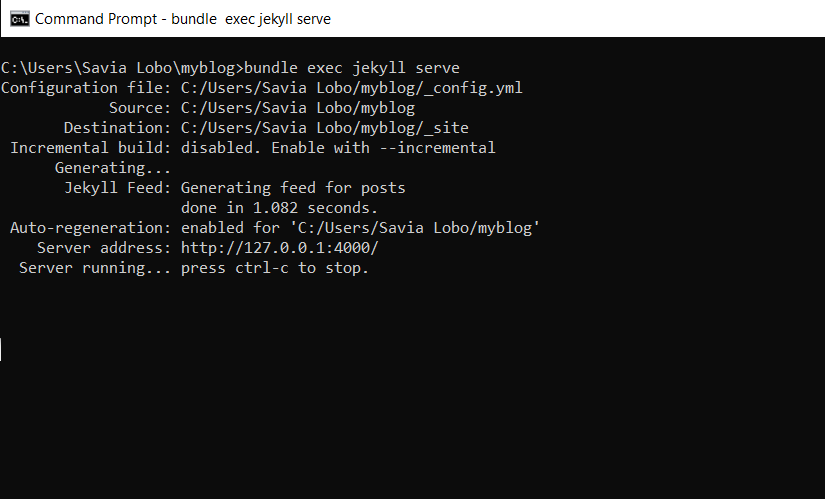 Command Prompt - bundle  exec jekyll serve
C:\Users\Savia Lobo\myblog>bundle exec jekyll serve
Configuration file: C:/Users/Savia Lobo/myblog/_config.yml
Source: C:/Users/Savia Lobo/myblog
Destination: C:/Users/Savia Lobo/myblog/_site
Incremental build: disabled. Enable with --incremental
Generating...
Jekyll Feed: Generating feed for posts
done in 1.082 seconds.
Auto-regeneration: enabled for 'C:/Users/Savia Lobo/myblog'
Server address: http://127.0.0.1:4000/
Server running... press ctrl-c to stop.